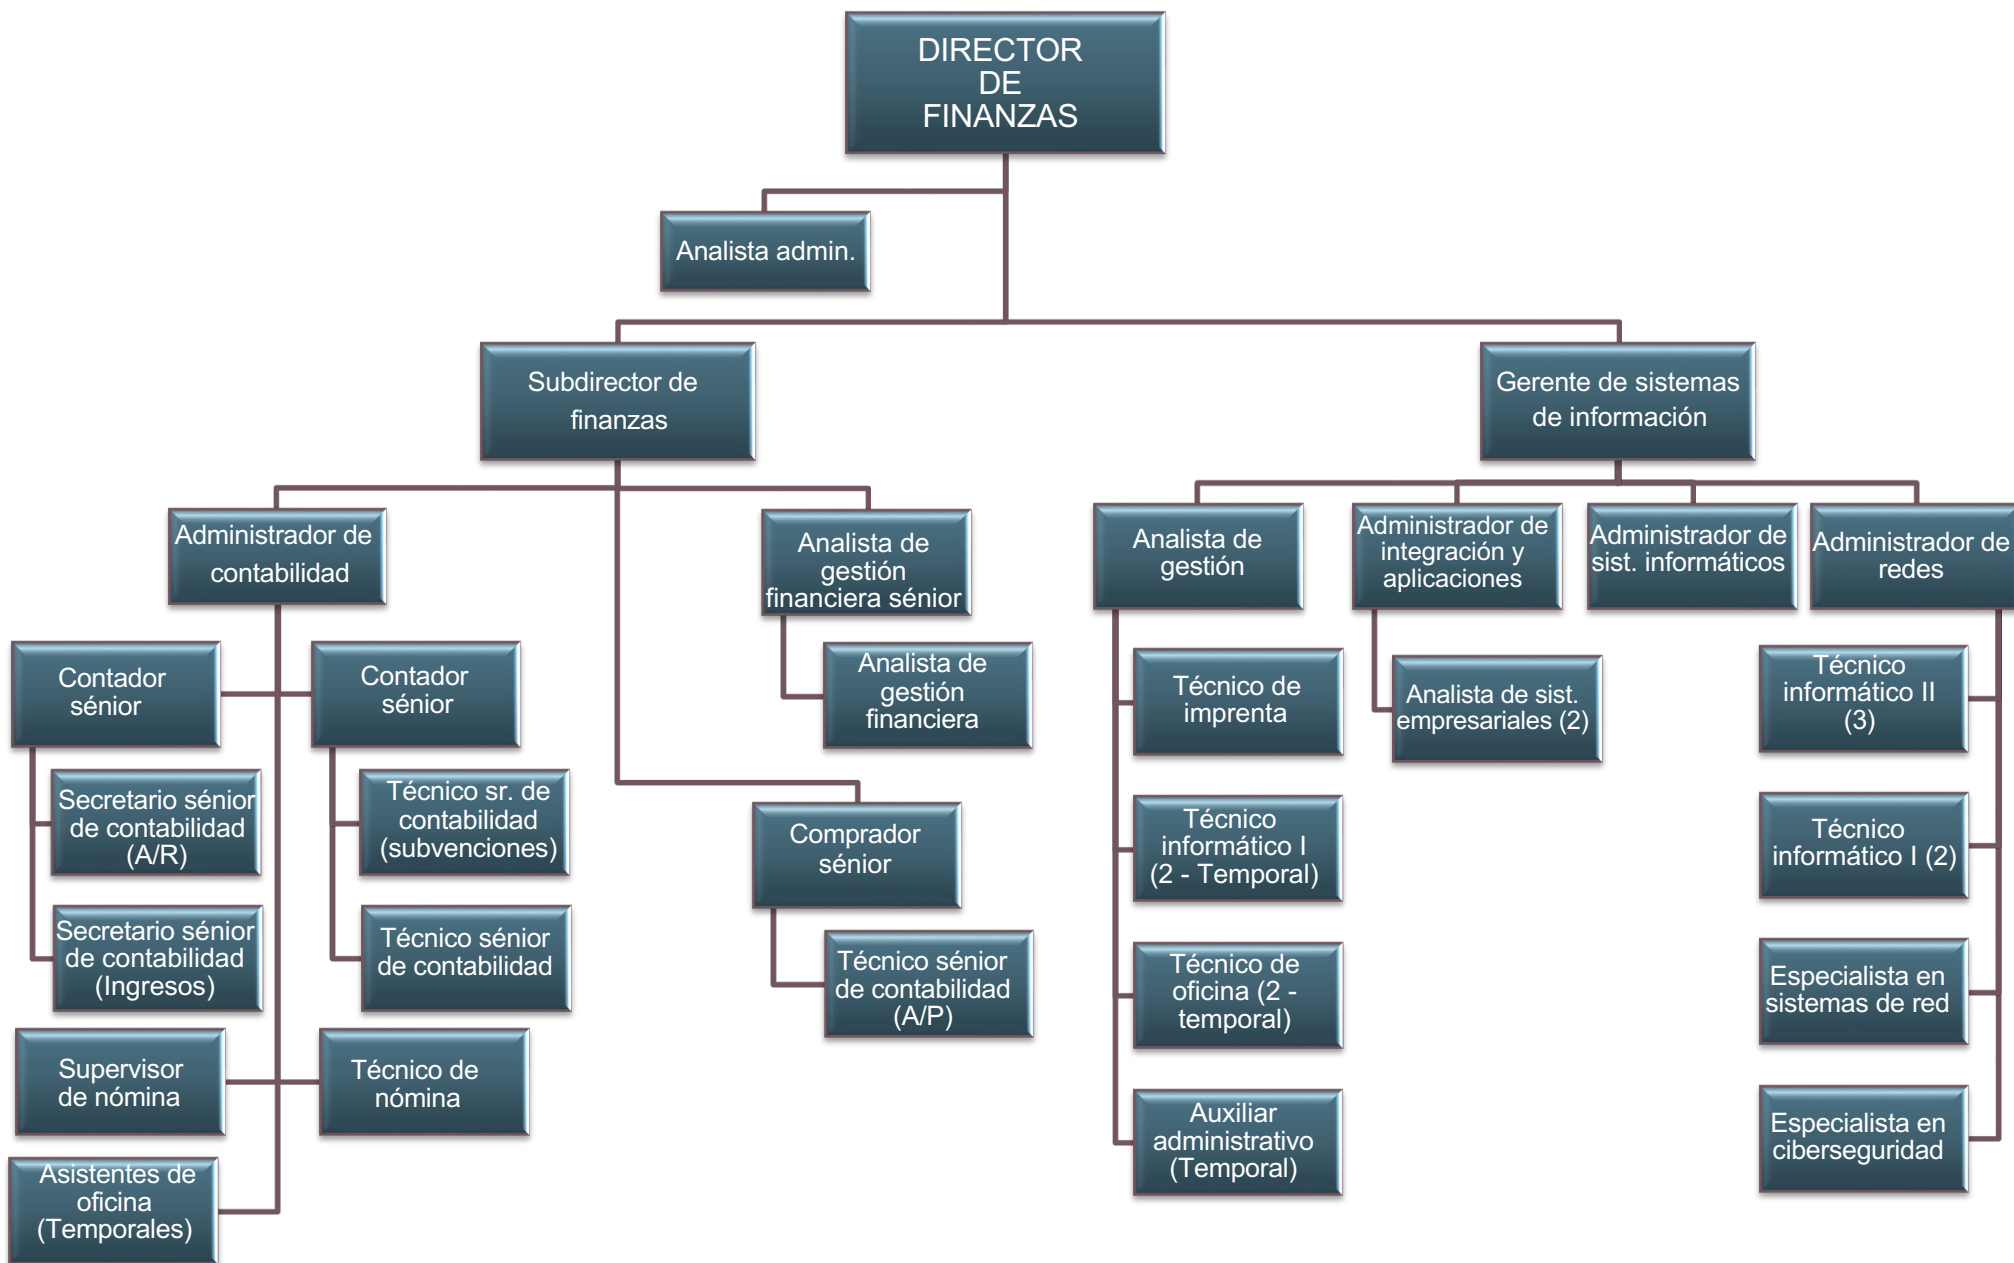 DIRECTOR
DE
FINANZAS
Analista admin.
Subdirector de
finanzas
Gerente de sistemas
de información
Administrador de
contabilidad
Analista de
gestión
financiera sénior
Analista de
gestión
Administrador de
integración y
aplicaciones
Administrador de
sist. informáticos
Administrador de
redes
Contador
sénior
Contador
sénior
Analista de
gestión
financiera
Técnico de
imprenta
Analista de sist.
empresariales (2)
Técnico
informático II
(3)
Secretario sénior
de contabilidad
(A/R)
Técnico sr. de
contabilidad
(subvenciones)
Comprador
sénior
Técnico
informático I
(2 - Temporal)
Técnico
informático I (2)
Secretario sénior
de contabilidad
(Ingresos)
Técnico sénior
de contabilidad
Técnico sénior
de contabilidad
(A/P)
Técnico de
oficina (2 -
temporal)
Especialista en
sistemas de red
Supervisor
de nómina
Técnico de
nómina
Auxiliar
administrativo
(Temporal)
Especialista en
ciberseguridad
Asistentes de
oficina
(Temporales)